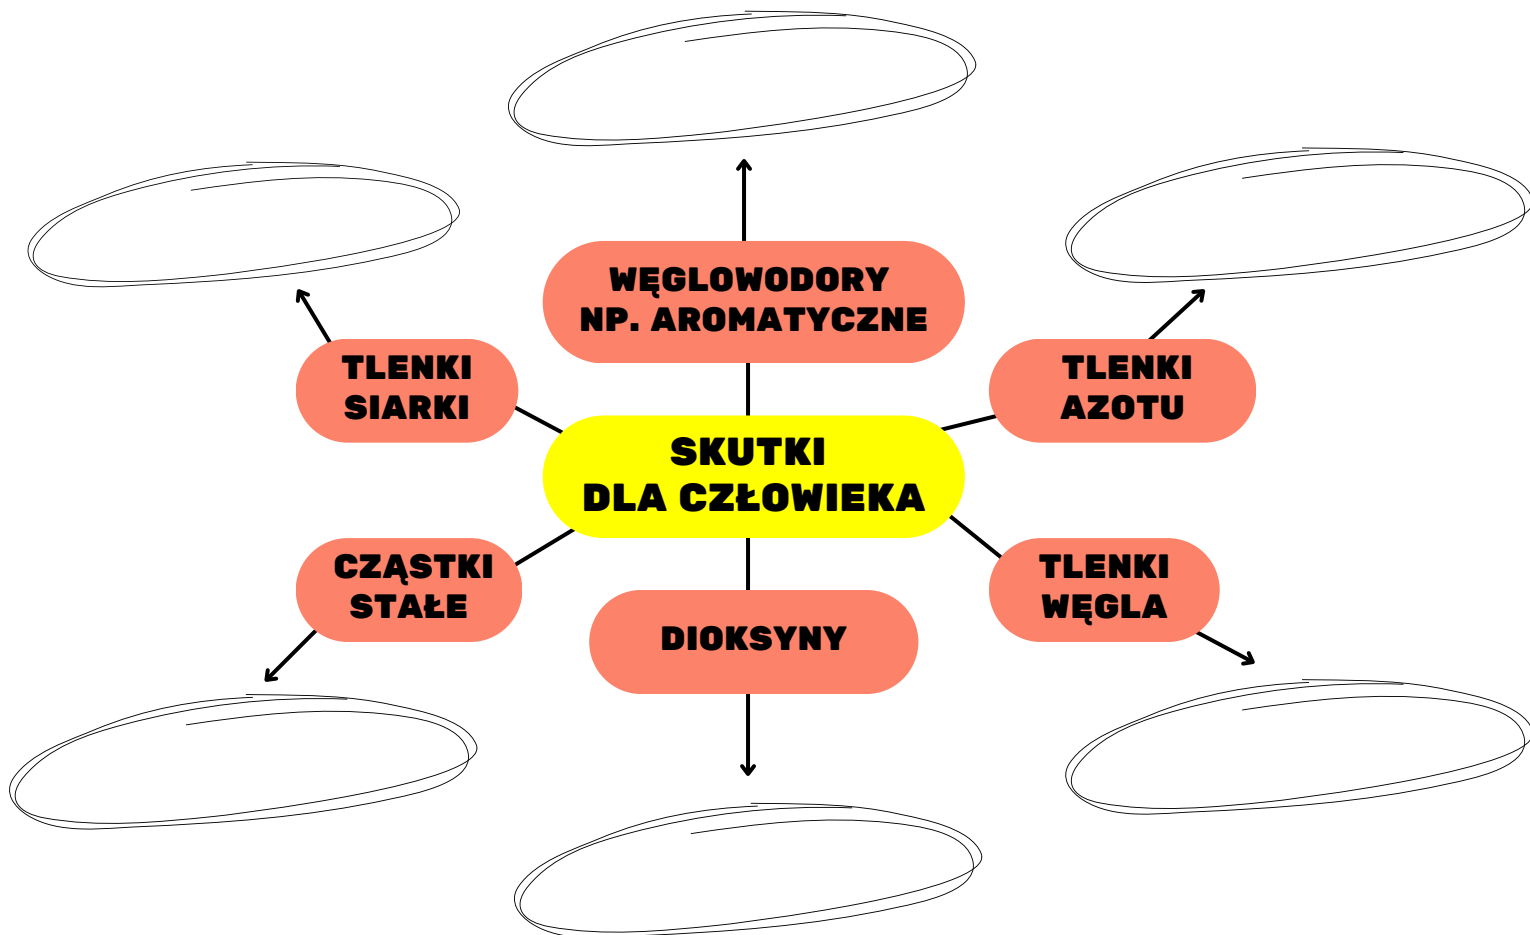 WĘGLOWODORY
NP. AROMATYCZNE
TLENKI
SIARKI
TLENKI
AZOTU
SKUTKI
DLA CZŁOWIEKA
CZĄSTKI
STAŁE
DIOKSYNY
TLENKI
WĘGLA